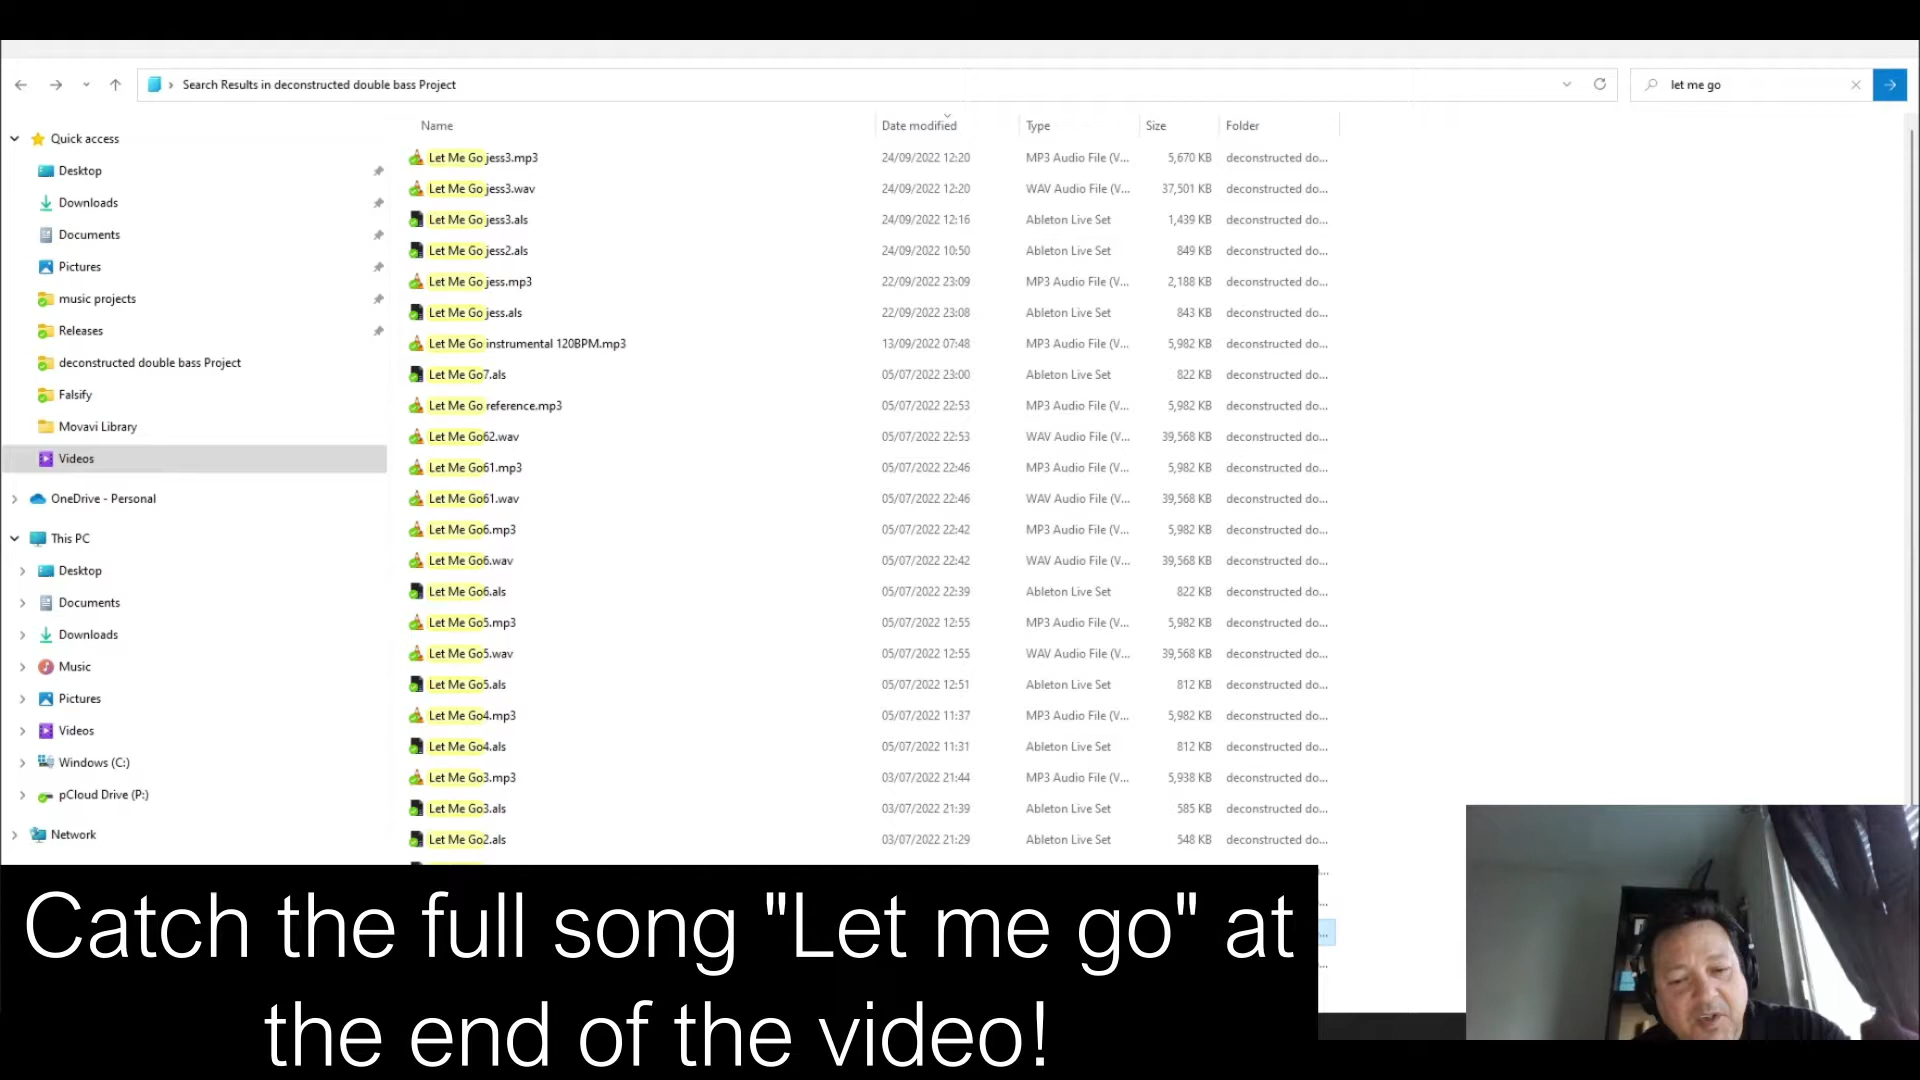 Search Results in deconstructed double bass Project
let me go
Name Date modified Type Size Folder
Quick access
Desktop
Downloads
Documents
Pictures
music projects
Releases
deconstructed double bass Project
Falsify
Movavi Library
Videos
OneDrive - Personal
This PC
Desktop
Documents
Downloads
Music
Pictures
Videos
Windows (C:)
pCloud Drive (P:)
Network
Let Me Go jess3.mp3 24/09/2022 12:20 MP3 Audio File (V... 5,670 KB deconstructed do...
Let Me Go jess3.wav 24/09/2022 12:20 WAV Audio File (V... 37,501 KB deconstructed do...
Let Me Go jess3.als 24/09/2022 12:16 Ableton Live Set 1,439 KB deconstructed do...
Let Me Go jess2.als 24/09/2022 10:50 Ableton Live Set 849 KB deconstructed do...
Let Me Go jess.mp3 22/09/2022 23:09 MP3 Audio File (V... 2,188 KB deconstructed do...
Let Me Go jess.als 22/09/2022 23:08 Ableton Live Set 843 KB deconstructed do...
Let Me Go instrumental 120BPM.mp3 13/09/2022 07:48 MP3 Audio File (V... 5,982 KB deconstructed do...
Let Me Go7.als 05/07/2022 23:00 Ableton Live Set 822 KB deconstructed do...
Let Me Go reference.mp3 05/07/2022 22:53 MP3 Audio File (V... 5,982 KB deconstructed do...
Let Me Go62.wav 05/07/2022 22:53 WAV Audio File (V... 39,568 KB deconstructed do...
Let Me Go61.mp3 05/07/2022 22:46 MP3 Audio File (V... 5,982 KB deconstructed do...
Let Me Go61.wav 05/07/2022 22:46 WAV Audio File (V... 39,568 KB deconstructed do...
Let Me Go6.mp3 05/07/2022 22:42 MP3 Audio File (V... 5,982 KB deconstructed do...
Let Me Go6.wav 05/07/2022 22:42 WAV Audio File (V... 39,568 KB deconstructed do...
Let Me Go6.als 05/07/2022 22:39 Ableton Live Set 822 KB deconstructed do...
Let Me Go5.mp3 05/07/2022 12:55 MP3 Audio File (V... 5,982 KB deconstructed do...
Let Me Go5.wav 05/07/2022 12:55 WAV Audio File (V... 39,568 KB deconstructed do...
Let Me Go5.als 05/07/2022 12:51 Ableton Live Set 812 KB deconstructed do...
Let Me Go4.mp3 05/07/2022 11:37 MP3 Audio File (V... 5,982 KB deconstructed do...
Let Me Go4.als 05/07/2022 11:31 Ableton Live Set 812 KB deconstructed do...
Let Me Go3.mp3 03/07/2022 21:44 MP3 Audio File (V... 5,938 KB deconstructed do...
Let Me Go3.als 03/07/2022 21:39 Ableton Live Set 585 KB deconstructed do...
Let Me Go2.als 03/07/2022 21:29 Ableton Live Set 548 KB deconstructed do...
Catch the full song "Let me go" at
the end of the video!